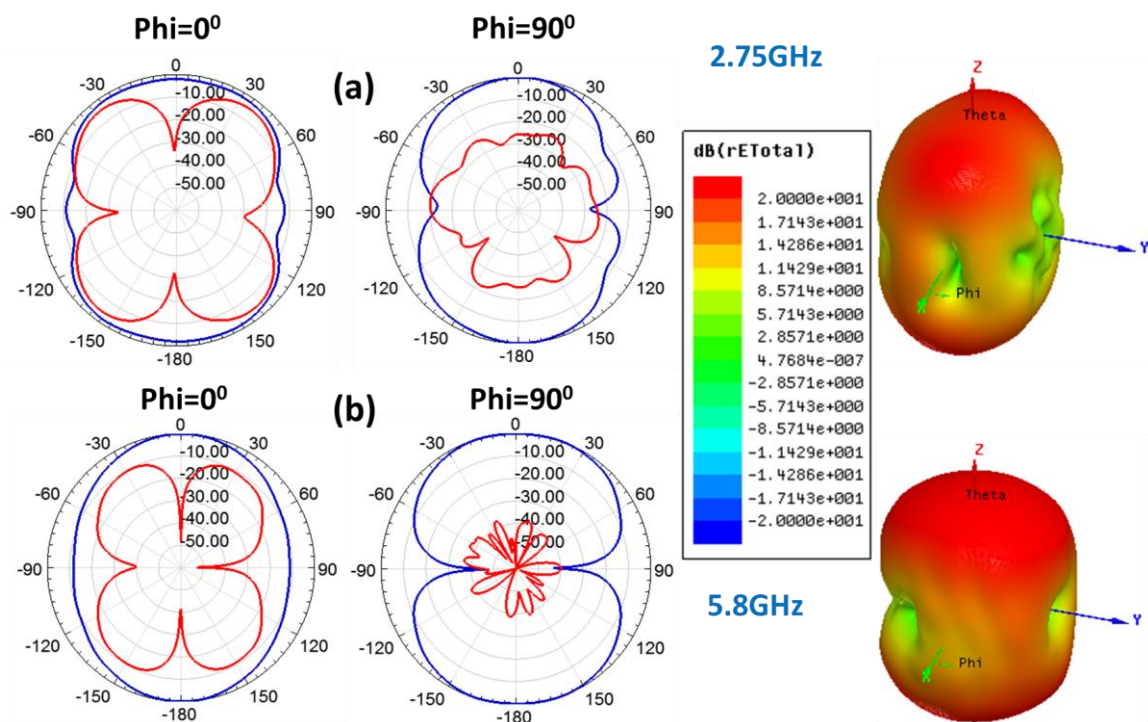 Phi=0⁰
Phi=90⁰
2.75GHz
(a)
0
-30
30
-60
60
-90
90
-120
120
-150
150
-180
-10.00
-20.00
-30.00
-40.00
-50.00
0
-30
30
-60
60
-90
90
-120
120
-150
150
-180
-10.00
-20.00
-30.00
-40.00
-50.00
Phi=0⁰
(b)
Phi=90⁰
0
-30
30
-60
60
-90
90
-120
120
-150
150
-180
-10.00
-20.00
-30.00
-40.00
-50.00
0
-30
30
-60
60
-90
90
-120
120
-150
150
-180
-10.00
-20.00
-30.00
-40.00
-50.00
dB(rETotal)
2.0000e+001
1.7143e+001
1.4286e+001
1.1429e+001
8.5714e+000
5.7143e+000
2.8571e+000
4.7684e-007
-2.8571e+000
-5.7143e+000
-8.5714e+000
-1.1429e+001
-1.4286e+001
-1.7143e+001
-2.0000e+001
Z
Theta
Y
Phi
X
5.8GHz
Z
Theta
Y
Phi
X